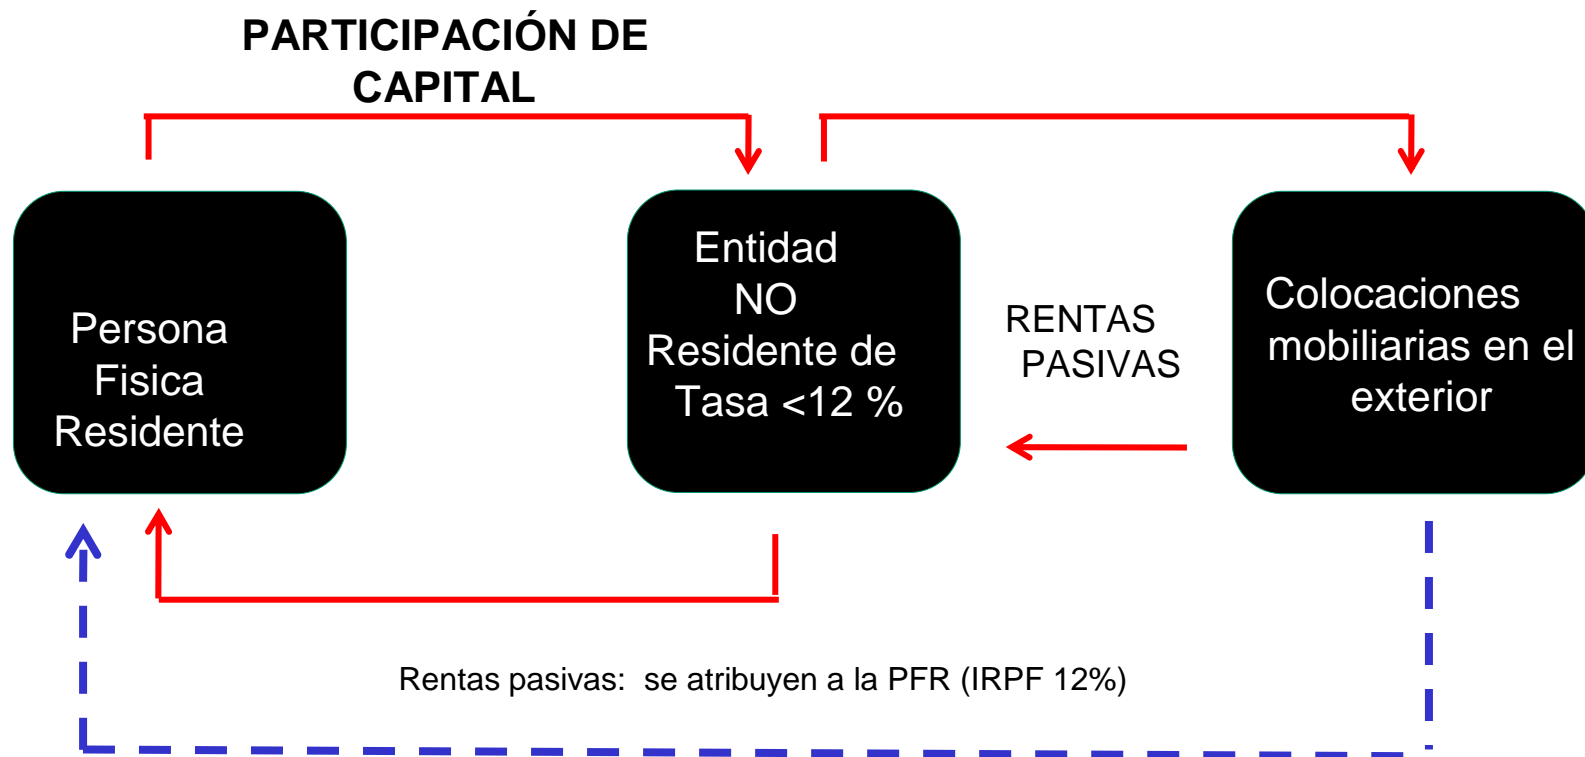 PARTICIPACIÓN DE
CAPITAL
Persona
Fisica
Residente
Entidad
NO
Residente de
Tasa <12 %
RENTAS
PASIVAS
Colocaciones
mobiliarias en el
exterior
Rentas pasivas: se atribuyen a la PFR (IRPF 12%)